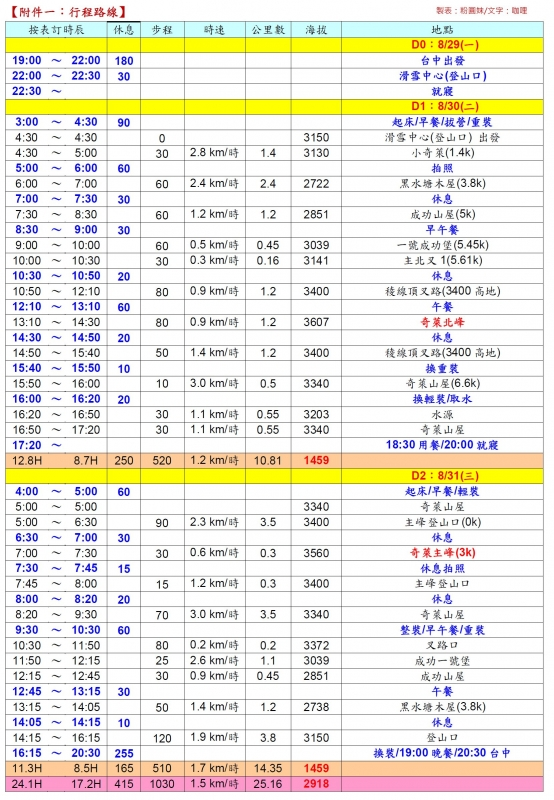 【附件一：行程路線】 製表：粉圓妹/文字：咖哩
按表訂時辰 休息 步程 時速 公里數 海拔 地點
D0：8/29(一)
19:00 ～ 22:00 180 台中出發
22:00 ～ 22:30 30 滑雪中心(登山口)
22:30 ～ 就寢
D1：8/30(二)
3:00 ～ 4:30 90 起床/早餐/拔營/重裝
4:30 ～ 4:30 0 3150 滑雪中心(登山口) 出發
4:30 ～ 5:00 30 2.8 km/時 1.4 3130 小奇萊(1.4k)
5:00 ～ 6:00 60 拍照
6:00 ～ 7:00 60 2.4 km/時 2.4 2722 黑水塘木屋(3.8k)
7:00 ～ 7:30 30 休息
7:30 ～ 8:30 60 1.2 km/時 1.2 2851 成功山屋(5k)
8:30 ～ 9:00 30 早午餐
9:00 ～ 10:00 60 0.5 km/時 0.45 3039 一號成功堡(5.45k)
10:00 ～ 10:30 30 0.3 km/時 0.16 3141 主北叉1(5.61k)
10:30 ～ 10:50 20 休息
10:50 ～ 12:10 80 0.9 km/時 1.2 3400 稜線頂叉路(3400 高地)
12:10 ～ 13:10 60 午餐
13:10 ～ 14:30 80 0.9 km/時 1.2 3607 奇萊北峰
14:30 ～ 14:50 20 休息
14:50 ～ 15:40 50 1.4 km/時 1.2 3400 稜線頂叉路(3400 高地)
15:40 ～ 15:50 10 換重裝
15:50 ～ 16:00 10 3.0 km/時 0.5 3340 奇萊山屋(6.6k)
16:00 ～ 16:20 20 換輕裝/取水
16:20 ～ 16:50 30 1.1 km/時 0.55 3203 水源
16:50 ～ 17:20 30 1.1 km/時 0.55 3340 奇萊山屋
17:20 ～ 18:30 用餐/20:00 就寢
12.8H 8.7H 250 520 1.2 km/時 10.81 1459
D2：8/31(三)
4:00 ～ 5:00 60 起床/早餐/輕裝
5:00 ～ 5:00 3340 奇萊山屋
5:00 ～ 6:30 90 2.3 km/時 3.5 3400 主峰登山口(0k)
6:30 ～ 7:00 30 休息
7:00 ～ 7:30 30 0.6 km/時 0.3 3560 奇萊主峰(3k)
7:30 ～ 7:45 15 休息拍照
7:45 ～ 8:00 15 1.2 km/時 0.3 3400 主峰登山口
8:00 ～ 8:20 20 休息
8:20 ～ 9:30 70 3.0 km/時 3.5 3340 奇萊山屋
9:30 ～ 10:30 60 整裝/早午餐/重裝
10:30 ～ 11:50 80 0.2 km/時 0.2 3372 叉路口
11:50 ～ 12:15 25 2.6 km/時 1.1 3039 成功一號堡
12:15 ～ 12:45 30 0.9 km/時 0.45 2851 成功山屋
12:45 ～ 13:15 30 午餐
13:15 ～ 14:05 50 1.4 km/時 1.2 2738 黑水塘木屋(3.8k)
14:05 ～ 14:15 10 休息
14:15 ～ 16:15 120 1.9 km/時 3.8 3150 登山口
16:15 ～ 20:30 255 換裝/19:00 晚餐/20:30 台中
11.3H 8.5H 165 510 1.7 km/時 14.35 1459
24.1H 17.2H 415 1030 1.5 km/時 25.16 2918